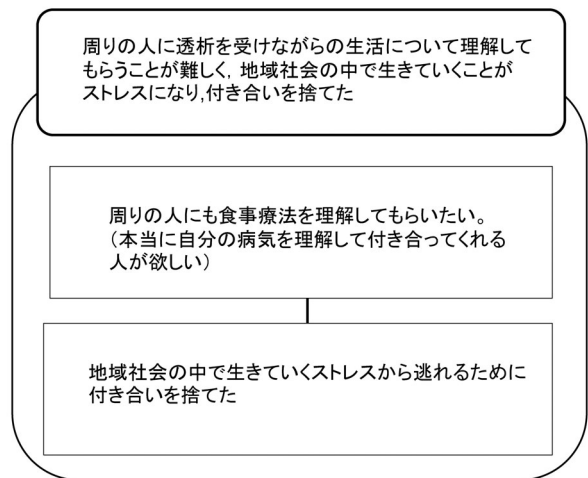 周りの人に透析を受けながらの生活について理解して
もらうことが難しく, 地域社会の中で生きていくことが
ストレスになり,付き合いを捨てた
周りの人にも食事療法を理解してもらいたい。
（本当に自分の病気を理解して付き合ってくれる
人が欲しい）
地域社会の中で生きていくストレスから逃れるために
付き合いを捨てた